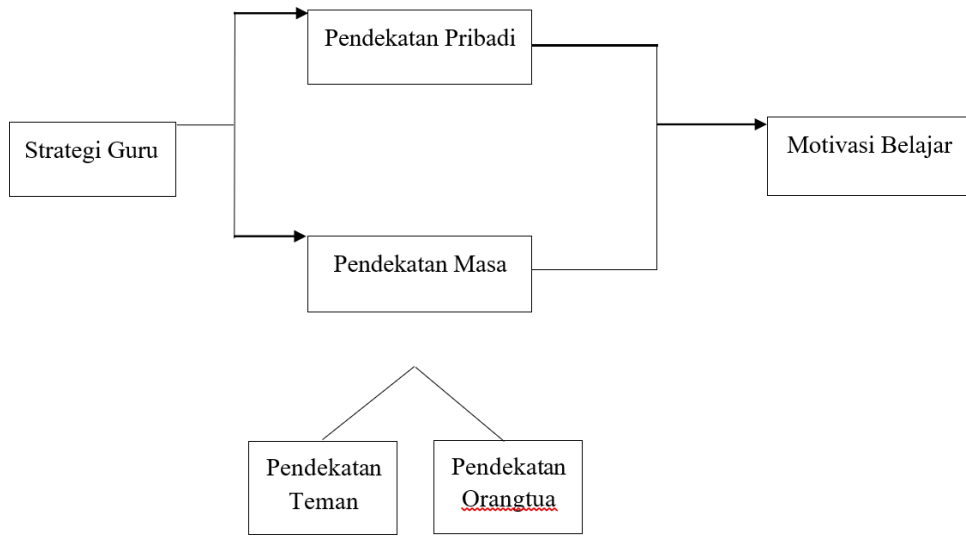 Pendekatan Pribadi
Strategi Guru
Motivasi Belajar
Pendekatan Masa
Pendekatan
Teman
Pendekatan
Orangtua